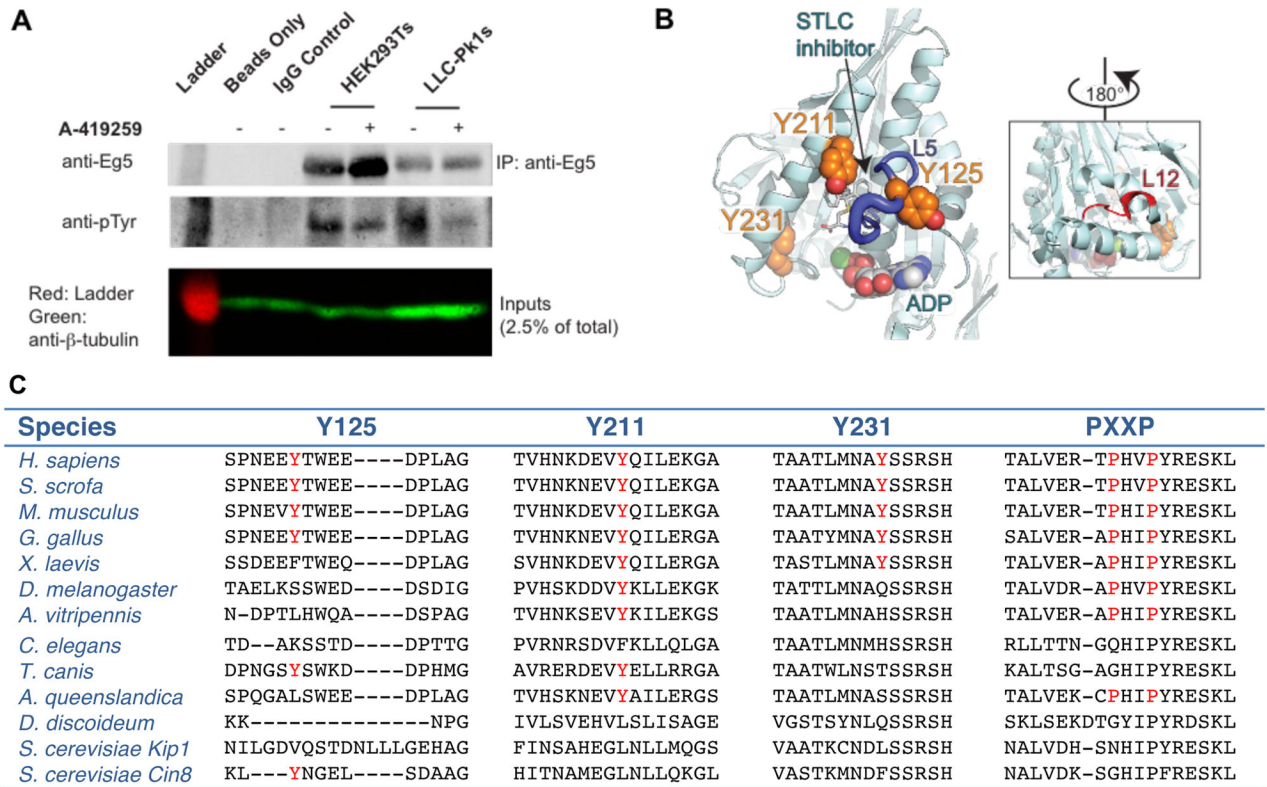 A
Ladder
Beads Only
IgG Control
HEK293Ts
LLC-Pk1s
A-419259 - - - + - +
anti-Eg5
IP: anti-Eg5
anti-pTyr
Red: Ladder
Green:
anti-β-tubulin
Inputs
(2.5% of total)
B
STLC
inhibitor
Y211
L5
Y125
Y231
ADP
180°
L12
C
Species Y125 Y211 Y231 PXXP
H. sapiens SPNEEYTWEE----DPLAG TVHNKDEVYQILEKGA TAATLMNAYSSRSH TALVER-TPHVPYRESKL
S. scrofa SPNEEYTWEE----DPLAG TVHNKNEVYQILEKGA TAATLMNAYSSRSH TALVER-TPHVPYRESKL
M. musculus SPNEVYTWEE----DPLAG TVHNKDEVYQILEKGA TAATLMNAYSSRSH TALVER-TPHIPYRESKL
G. gallus SPNEEYTWEE----DPLAG TVHNKNEVYQILEKGA TAATYMNAYSSRSH SALVER-APHIPYRESKL
X. laevis SSDEEFTWEQ----DPLAG SVHNKDEVYQILERGA TAATLMNAYSSRSH TALVER-APHIPYRESKL
D. melanogaster TAELKSSWED----DSDIG PVHSKDDVYKLLEKGK TATTLMNAQSSRSH TALVDR-APHVPYRESKL
A. vitripennis N-DPTLHWQA----DSPAG TVHNKSEVYKILEKGS TAATLMNAHSSRSH TALVER-APHIPYRESKL
C. elegans TD--AKSSTD----DPTTG PVRNRSDVFKLLQLGA TAATLMNMHSSRSH RLLTTN-GQHIPYRESKL
T. canis DPNGSYSWKD----DPHMG AVRERDEVYELLRRGA TAATWLNSTSSRSH KALTSG-AGHIPYRESKL
A. queenslandica SPQGALSWEE----DPLAG TVHSKNEVYAILERGS TAATLMNASSSRSH TALVEK-CPHIPYRESKL
D. discoideum KK---------------NPG IVLSVEHVLSLISAGE VGSTSYNLQSSRSH SKLSEKDTGYIPYRDSKL
S. cerevisiae Kip1 NILGDVQSTDNLLLGEHAG FINSAHEGLNLLMQGS VAATKCNDLSSRSH NALVDH-SNHIPYRESKL
S. cerevisiae Cin8 KL---YNGEL----SDAAG HITNAMEGLNLLQKGL VASTKMNDFSSRSH NALVDK-SGHIPFRESKL